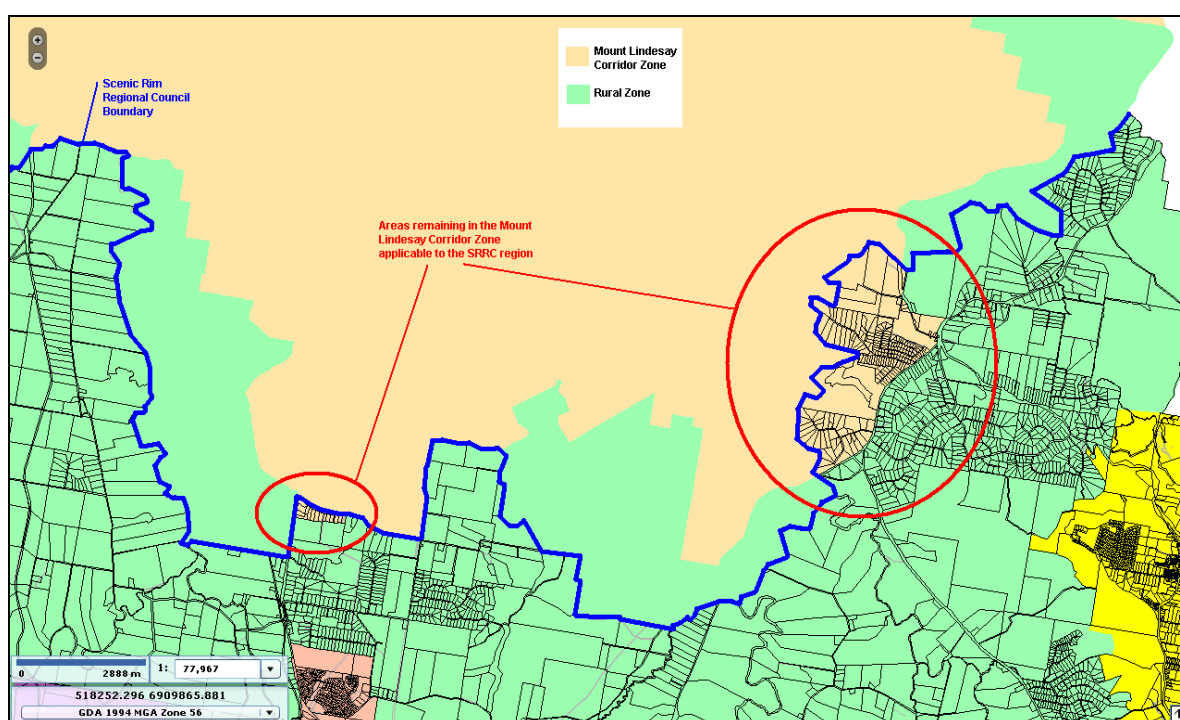 +
−
Scenic Rim
Regional Council
Boundary
Mount Lindesay
Corridor Zone
Rural Zone
Areas remaining in the Mount
Lindesay Corridor Zone
applicable to the SRRC region
0 2888 m
1: 77,967
518252.296 6909865.881
GDA 1994 MGA Zone 56
1